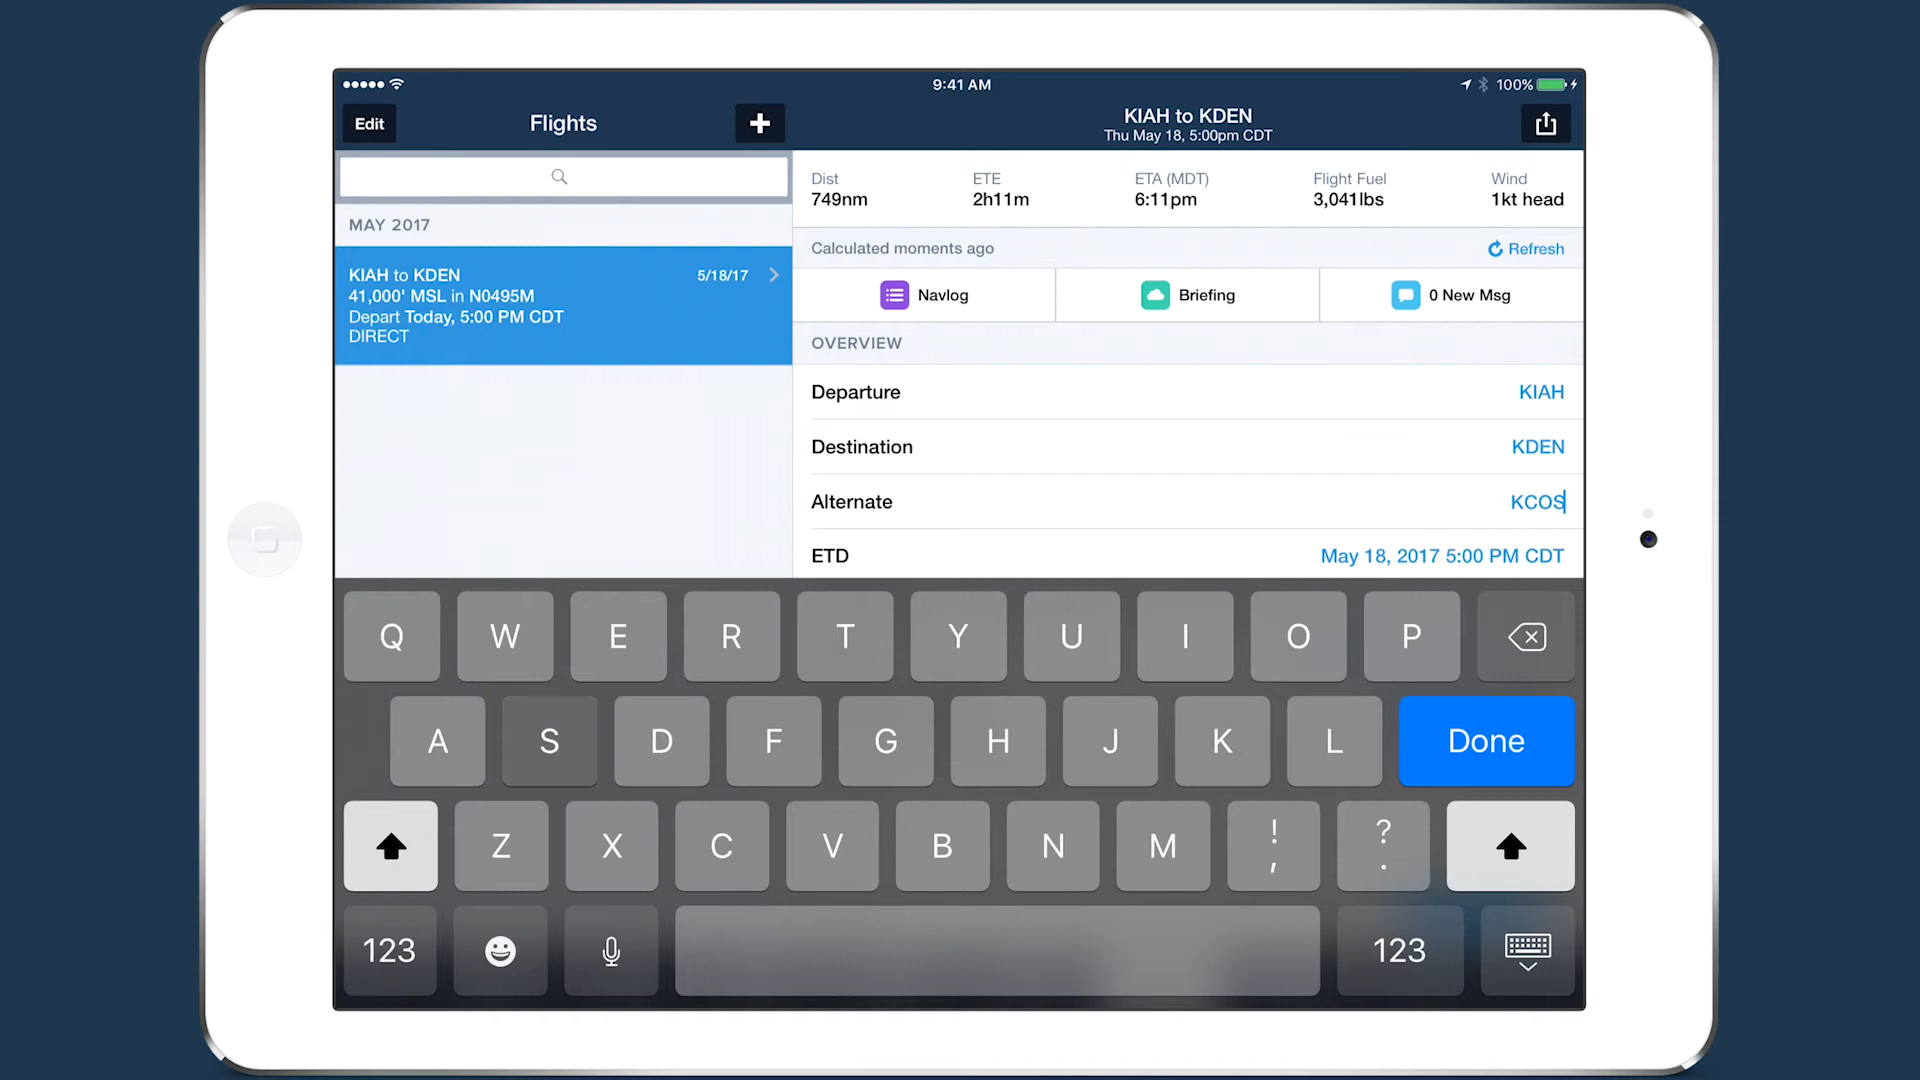 9:41 AM
100%
Edit
Flights
KIAH to KDEN
Thu May 18, 5:00pm CDT
MAY 2017
KIAH to KDEN 5/18/17
41,000' MSL in N0495M
Depart Today, 5:00 PM CDT
DIRECT
Dist ETE ETA (MDT) Flight Fuel Wind
749nm 2h11m 6:11pm 3,041lbs 1kt head
Calculated moments ago Refresh
Navlog Briefing 0 New Msg
OVERVIEW
Departure KIAH
Destination KDEN
Alternate KCOS
ETD May 18, 2017 5:00 PM CDT
Q W E R T Y U I O P
A S D F G H J K L Done
Z X C V B N M ! , ? .
123 123